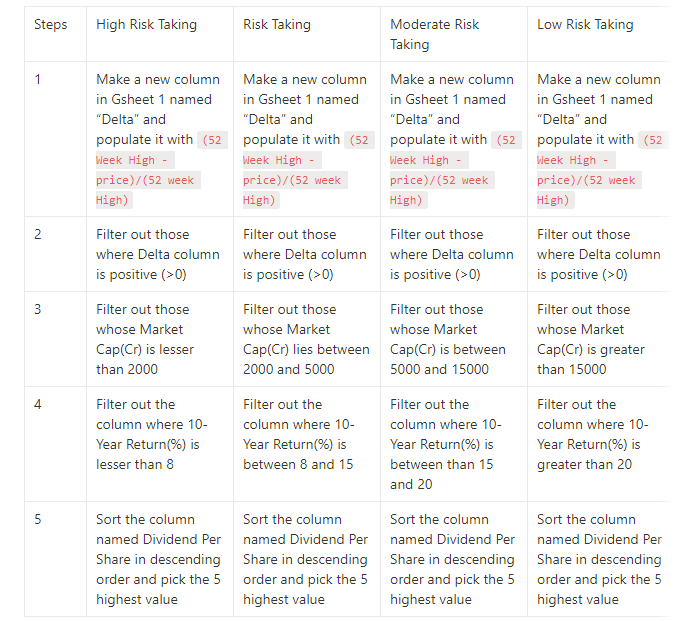 Steps
High Risk Taking
Risk Taking
Moderate Risk
Taking
Low Risk Taking
1
Make a new column
in Gsheet 1 named
“Delta” and
populate it with (52
Week High -
price)/(52 week
High)
Make a new column
in Gsheet 1 named
“Delta” and
populate it with (52
Week High -
price)/(52 week
High)
Make a new column
in Gsheet 1 named
“Delta” and
populate it with (52
Week High -
price)/(52 week
High)
Make a new column
in Gsheet 1 named
“Delta” and
populate it with (52
Week High -
price)/(52 week
High)
2
Filter out those
where Delta column
is positive (>0)
Filter out those
where Delta column
is positive (>0)
Filter out those
where Delta column
is positive (>0)
Filter out those
where Delta column
is positive (>0)
3
Filter out those
whose Market
Cap(Cr) is lesser
than 2000
Filter out those
whose Market
Cap(Cr) lies between
2000 and 5000
Filter out those
whose Market
Cap(Cr) is between
5000 and 15000
Filter out those
whose Market
Cap(Cr) is greater
than 15000
4
Filter out the
column where 10-
Year Return(%) is
lesser than 8
Filter out the
column where 10-
Year Return(%) is
between 8 and 15
Filter out the
column where 10-
Year Return(%) is
between than 15
and 20
Filter out the
column where 10-
Year Return(%) is
greater than 20
5
Sort the column
named Dividend Per
Share in descending
order and pick the 5
highest value
Sort the column
named Dividend Per
Share in descending
order and pick the 5
highest value
Sort the column
named Dividend Per
Share in descending
order and pick the 5
highest value
Sort the column
named Dividend Per
Share in descending
order and pick the 5
highest value